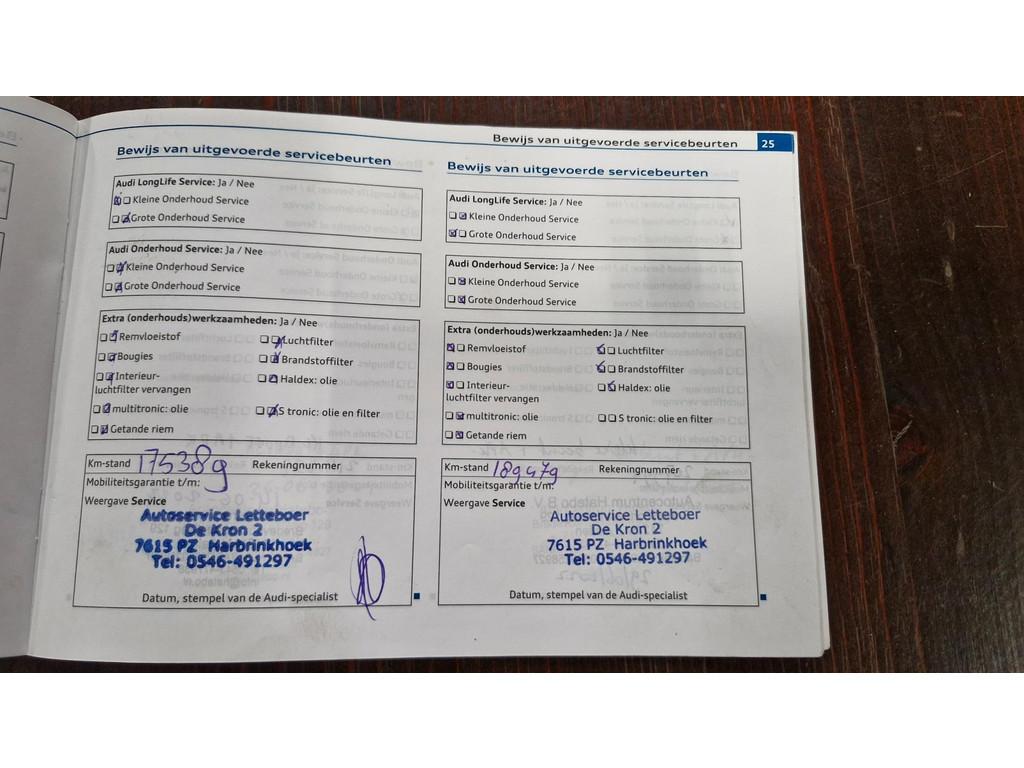 Bewijs van uitgevoerde servicebeurten 25
Bewijs van uitgevoerde servicebeurten
Audi LongLife Service: Ja / Nee
Kleine Onderhoud Service
Grote Onderhoud Service
Audi Onderhoud Service: Ja / Nee
Kleine Onderhoud Service
Grote Onderhoud Service
Extra (onderhouds)werkzaamheden: Ja / Nee
Remvloeistof Luchtfilter
Bougies Brandstoffilter
Interieur- Haldex: olie
luchtfilter vervangen
multitronic: olie S tronic: olie en filter
Getande riem
Km-stand 175389 Rekeningnummer
Mobiliteitsgarantie t/m:
Weergave Service
Autoservice Letteboer
De Kron 2
7615 PZ Harbrinkhoek
Tel: 0546-491297
Datum, stempel van de Audi-specialist
Bewijs van uitgevoerde servicebeurten
Audi LongLife Service: Ja / Nee
Kleine Onderhoud Service
Grote Onderhoud Service
Audi Onderhoud Service: Ja / Nee
Kleine Onderhoud Service
Grote Onderhoud Service
Extra (onderhouds)werkzaamheden: Ja / Nee
Remvloeistof Luchtfilter
Bougies Brandstoffilter
Interieur- Haldex: olie
luchtfilter vervangen
multitronic: olie S tronic: olie en filter
Getande riem
Km-stand 189479 Rekeningnummer
Mobiliteitsgarantie t/m:
Weergave Service
Autoservice Letteboer
De Kron 2
7615 PZ Harbrinkhoek
Tel: 0546-491297
Datum, stempel van de Audi-specialist